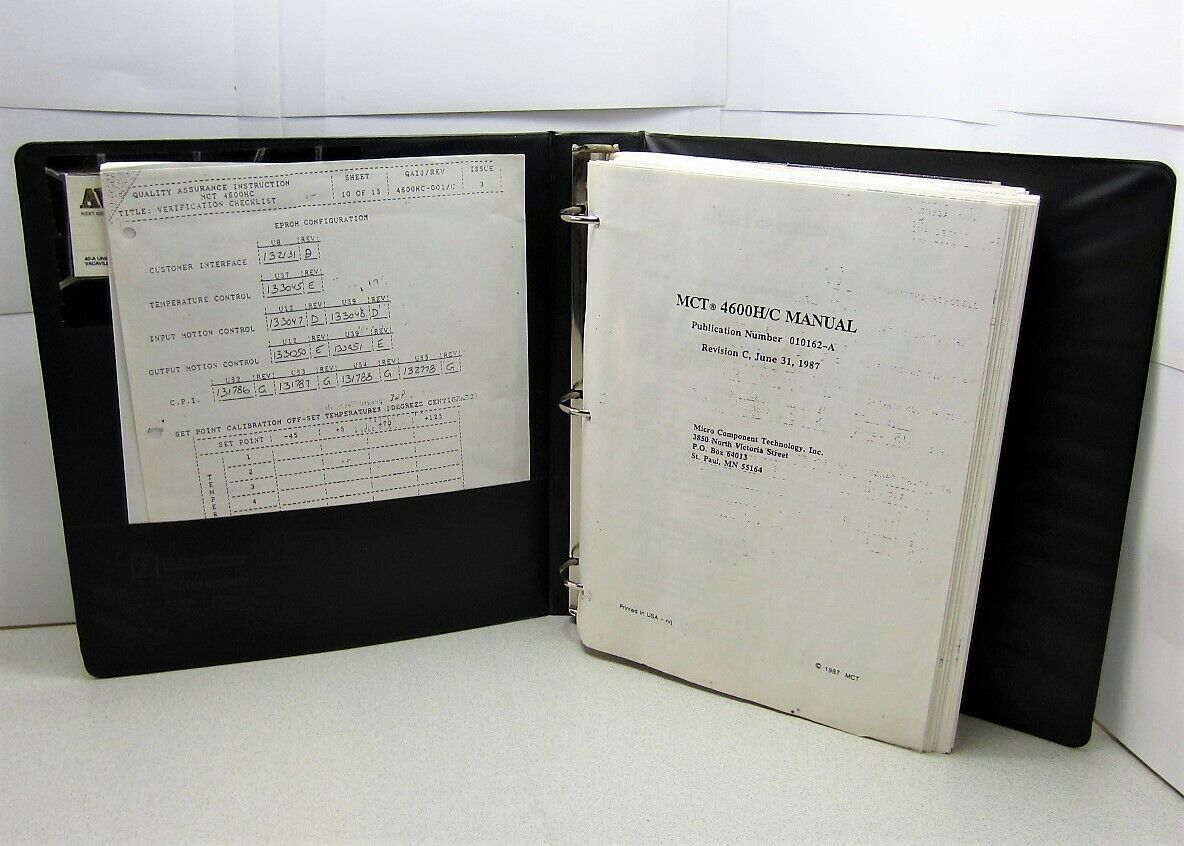 QUALITY ASSURANCE INSTRUCTION
MCT 4600HC
TITLE: VERIFICATION CHECKLIST
SHEET
10 OF 13
QAID/REV
4600HC-001/C
ISSUE
3
EPROM CONFIGURATION
U8 REV
CUSTOMER INTERFACE 132131 D
U37 REV
TEMPERATURE CONTROL 133045 E
U12 REV U39 REV
INPUT MOTION CONTROL 133047 D 133048 D
U12 REV U39 REV
OUTPUT MOTION CONTROL 133050 E 133051 E
U52 REV U53 REV U54 REV U55 REV
C.P.I. 131786 G 131787 G 131788 G 132778 G
SET POINT CALIBRATION OFF-SET TEMPERATURES (DEGREES CENTIGRADE)
SET POINT -45 +5 +70 +125
1
2
3
4
T
E
M
P
E
R
MCT® 4600H/C MANUAL
Publication Number 010162-A
Revision C, June 31, 1987
Micro Component Technology, Inc.
3850 North Victoria Street
P.O. Box 64013
St. Paul, MN 55164
Printed in USA - nrj
© 1987 MCT